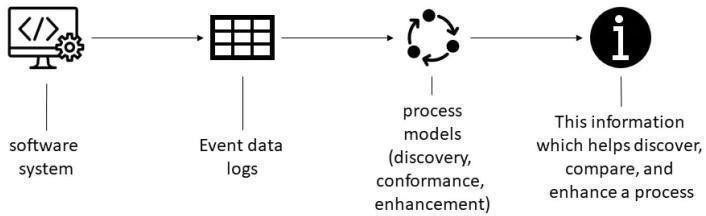 software
system
Event data
logs
process
models
(discovery,
conformance,
enhancement)
This information
which helps discover,
compare, and
enhance a process